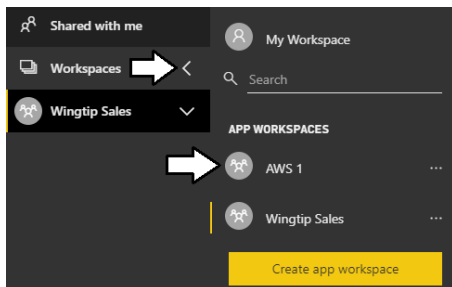 Shared with me
Workspaces
Wingtip Sales
My Workspace
Search
APP WORKSPACES
AWS 1
Wingtip Sales
Create app workspace